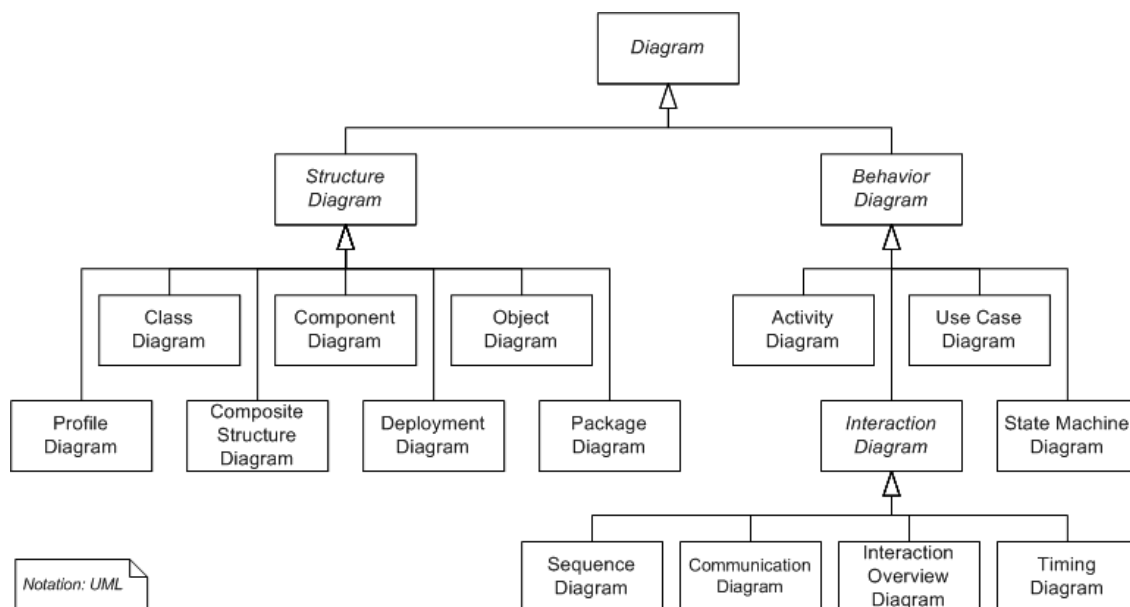 Diagram
Structure
Diagram
Behavior
Diagram
Class
Diagram
Component
Diagram
Object
Diagram
Activity
Diagram
Use Case
Diagram
Profile
Diagram
Composite
Structure
Diagram
Deployment
Diagram
Package
Diagram
Interaction
Diagram
State Machine
Diagram
Sequence
Diagram
Communication
Diagram
Interaction
Overview
Diagram
Timing
Diagram
Notation: UML